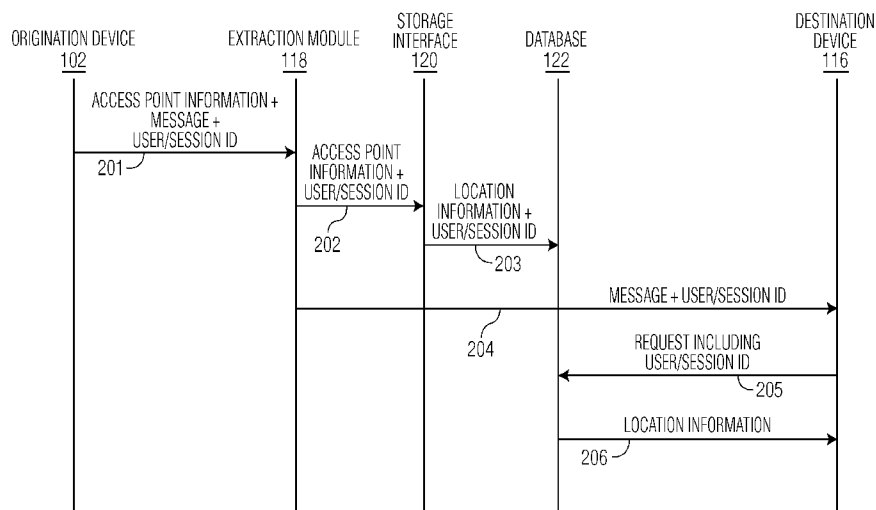 ORIGINATION DEVICE
102
EXTRACTION MODULE
118
STORAGE
INTERFACE
120
DATABASE
122
DESTINATION
DEVICE
116
ACCESS POINT INFORMATION +
MESSAGE +
USER/SESSION ID
201
ACCESS POINT
INFORMATION +
USER/SESSION ID
202
LOCATION
INFORMATION +
USER/SESSION ID
203
MESSAGE + USER/SESSION ID
204
REQUEST INCLUDING
USER/SESSION ID
205
LOCATION INFORMATION
206